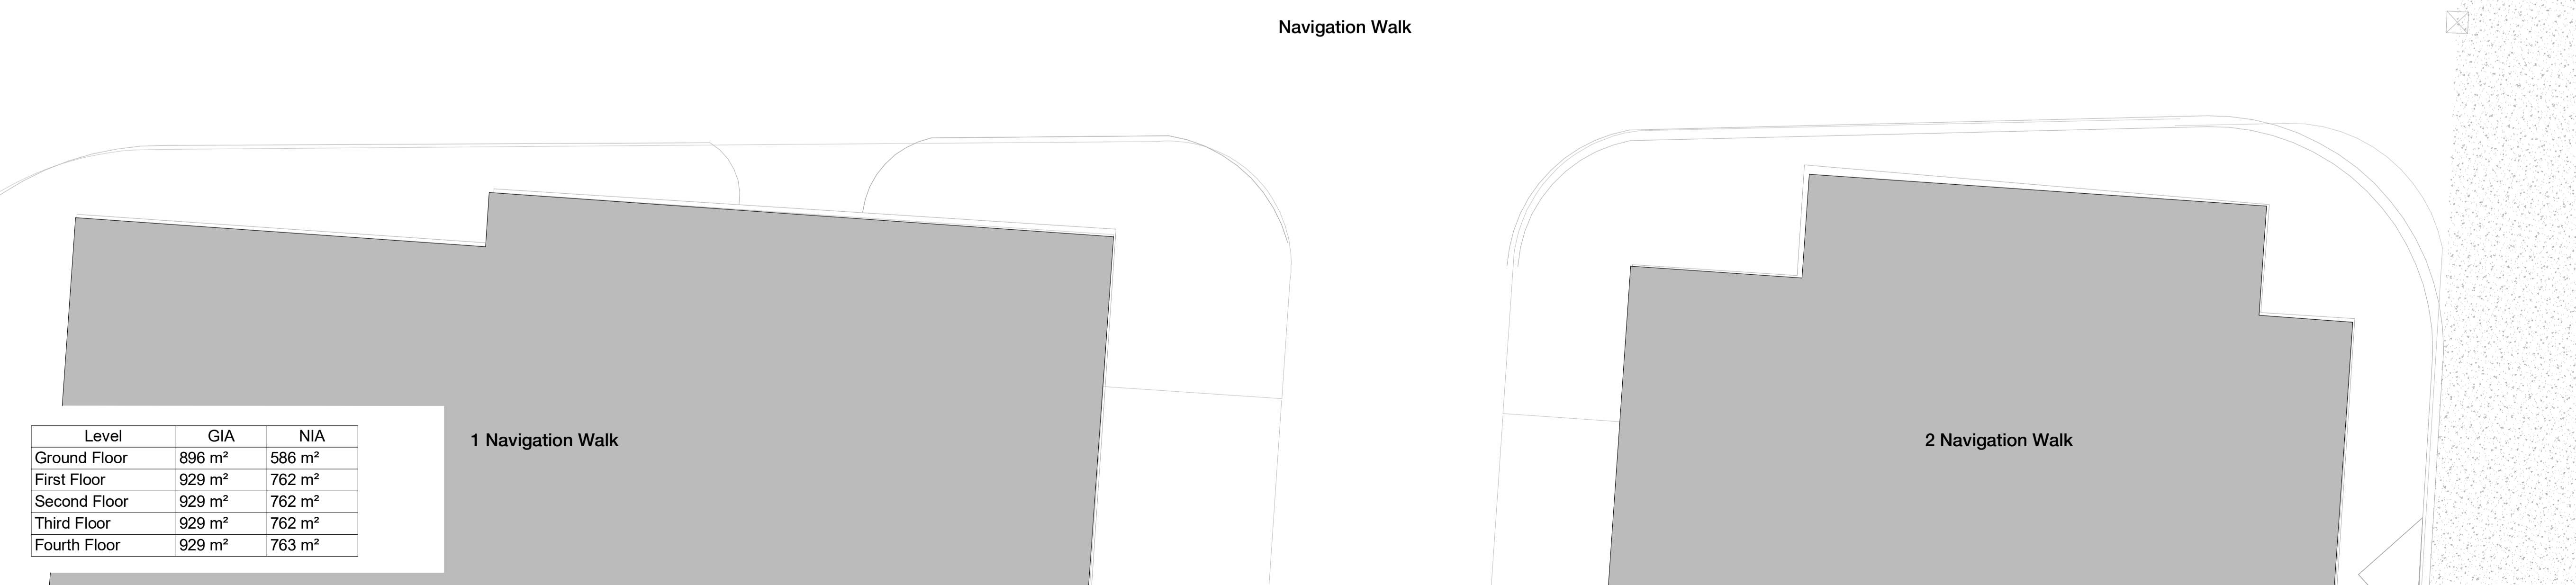 Navigation Walk
1 Navigation Walk
2 Navigation Walk
Level GIA NIA
Ground Floor 896 m² 586 m²
First Floor 929 m² 762 m²
Second Floor 929 m² 762 m²
Third Floor 929 m² 762 m²
Fourth Floor 929 m² 763 m²